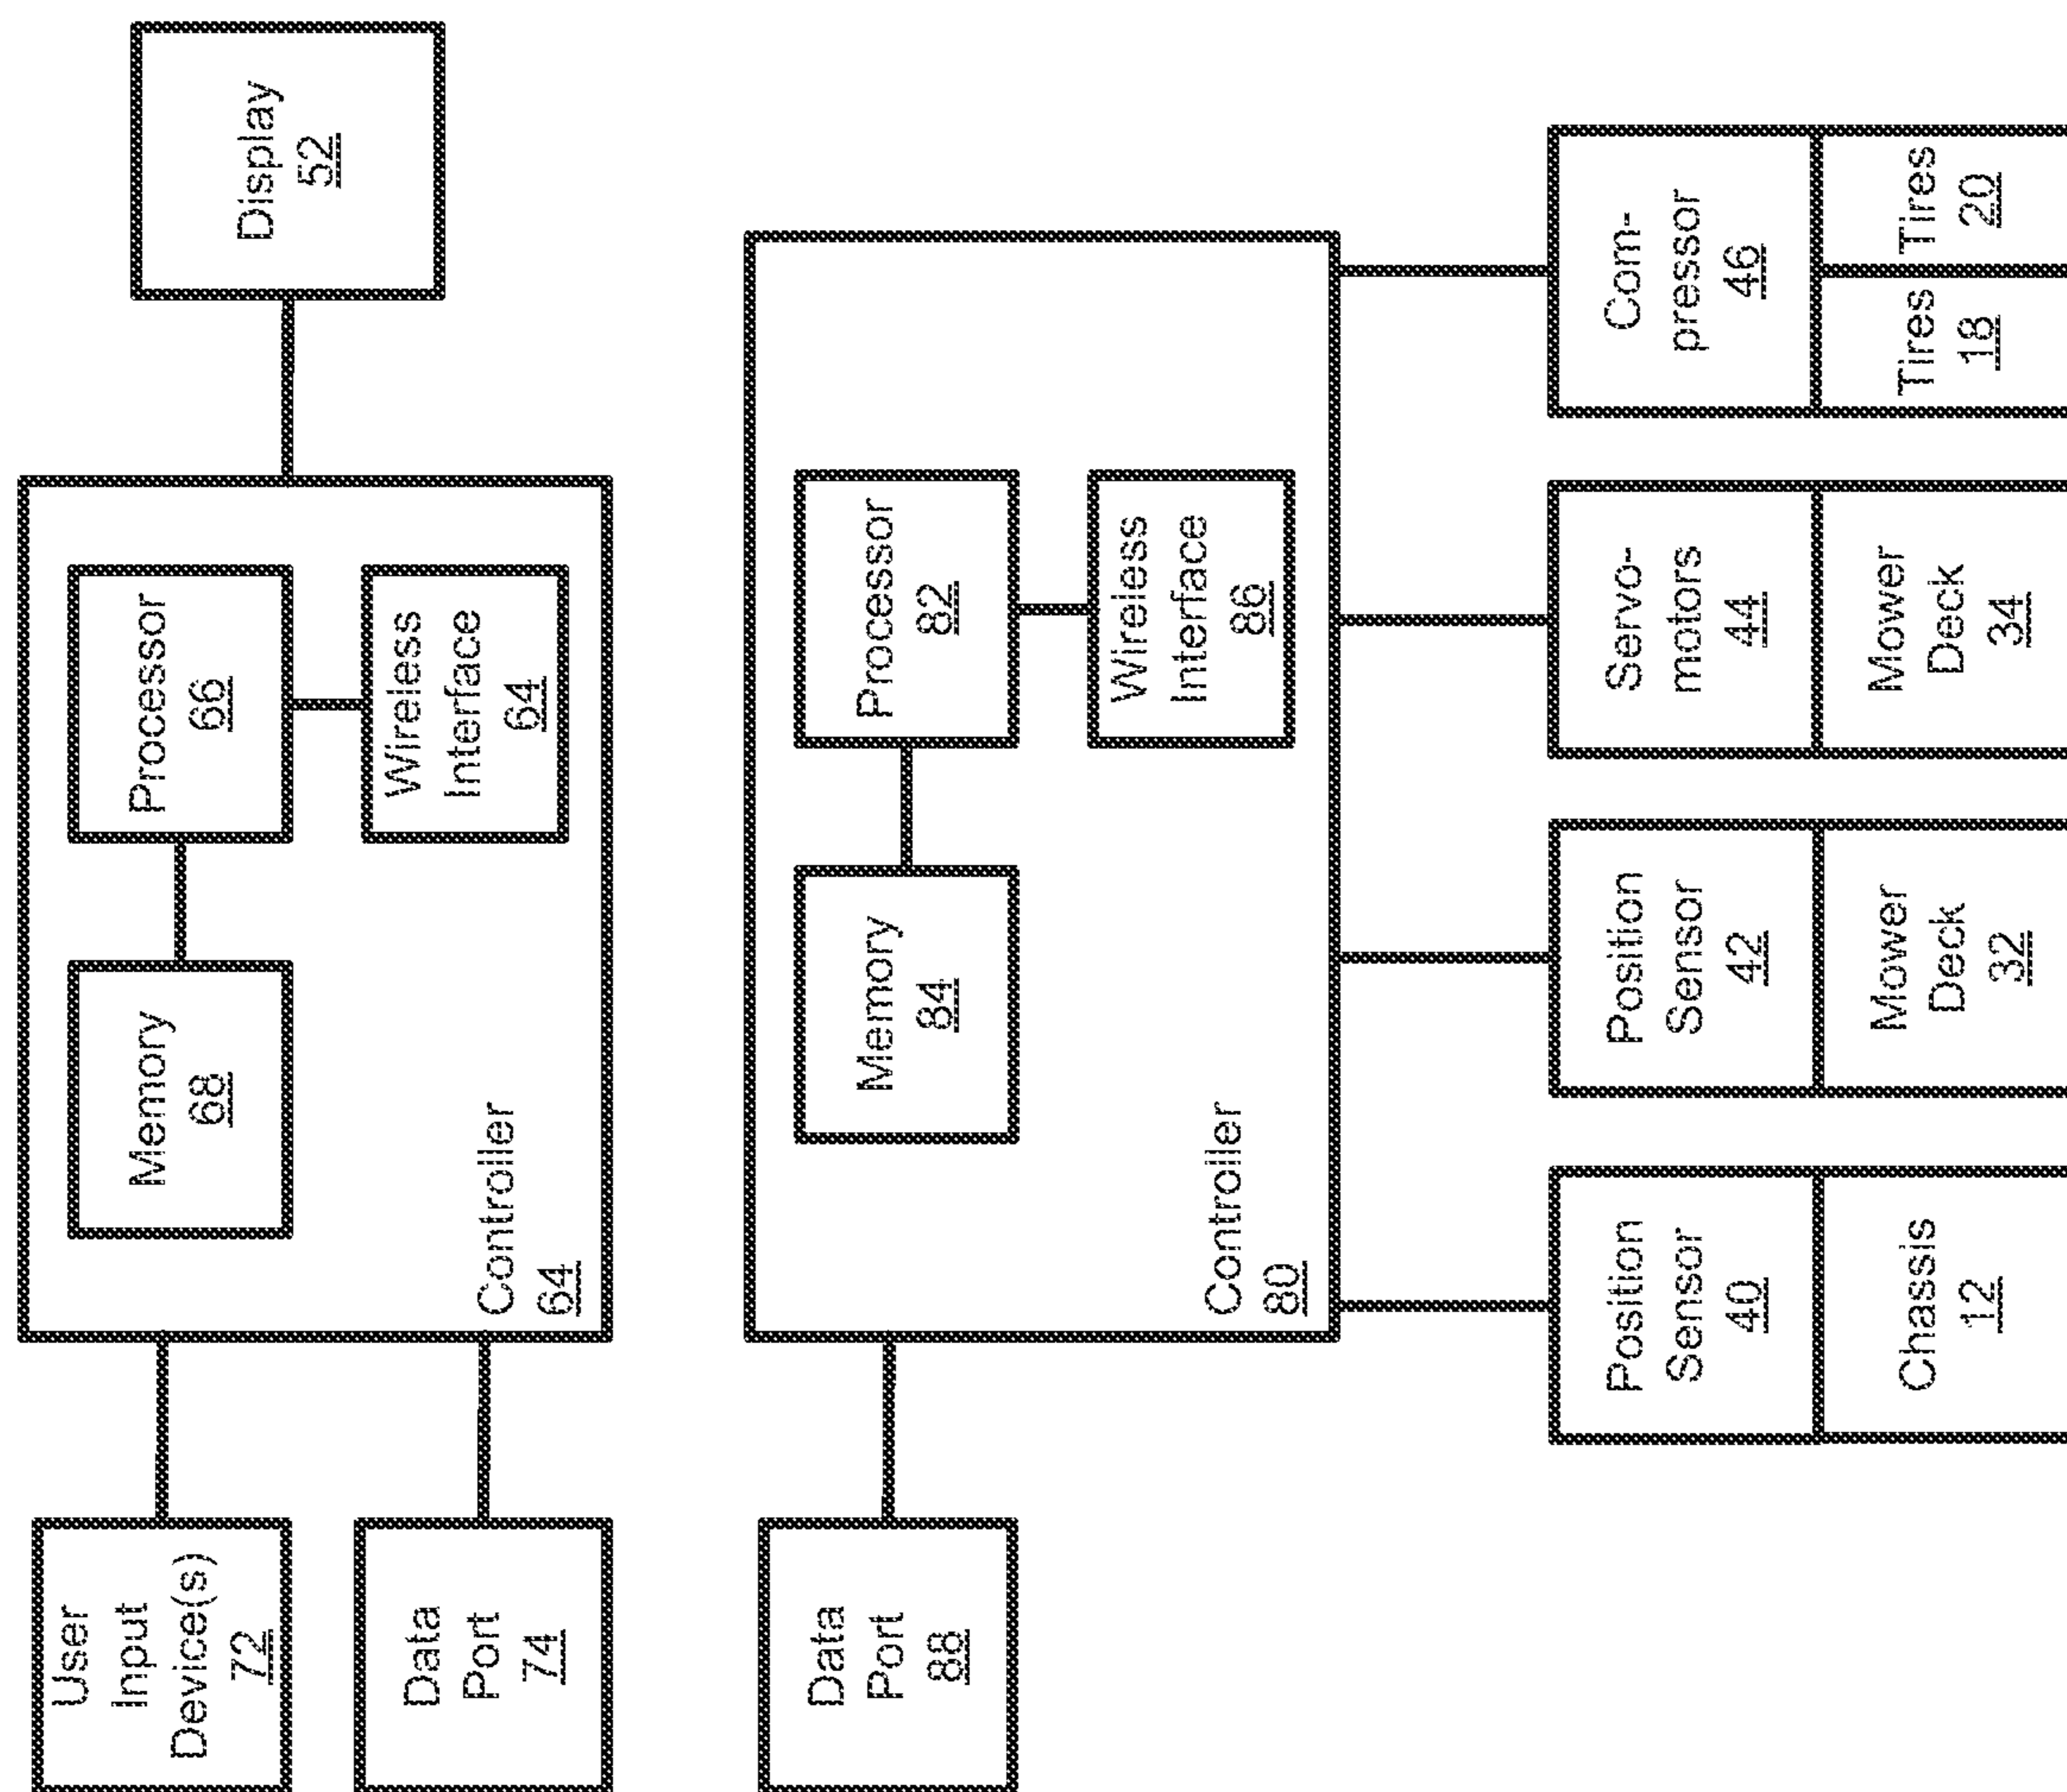 User
Input
Device(s)
72
Data
Port
74
Memory
68
Processor
66
Wireless
Interface
64
Controller
64
Display
52
Data
Port
88
Memory
84
Processor
82
Wireless
Interface
86
Controller
80
Position
Sensor
40
Chassis
12
Position
Sensor
42
Mower
Deck
32
Servo-
motors
44
Mower
Deck
34
Com-
pressor
46
Tires
18
Tires
20